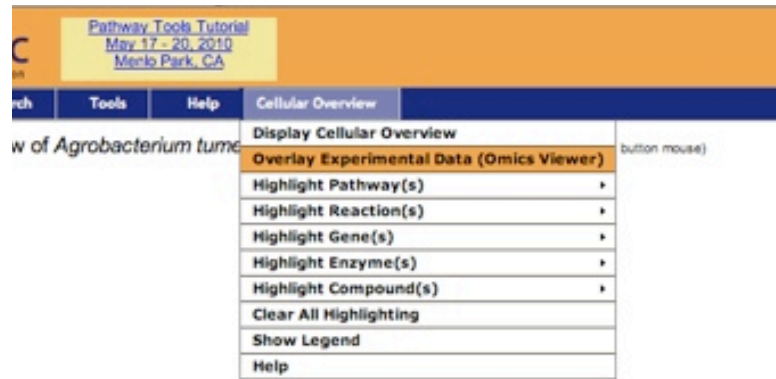 Pathway Tools Tutorial
May 17 - 20, 2010
Menlo Park, CA
C
Tools Help Cellular Overview
w of Agrobacterium tume
button mouse)
Display Cellular Overview
Overlay Experimental Data (Omics Viewer)
Highlight Pathway(s)
Highlight Reaction(s)
Highlight Gene(s)
Highlight Enzyme(s)
Highlight Compound(s)
Clear All Highlighting
Show Legend
Help